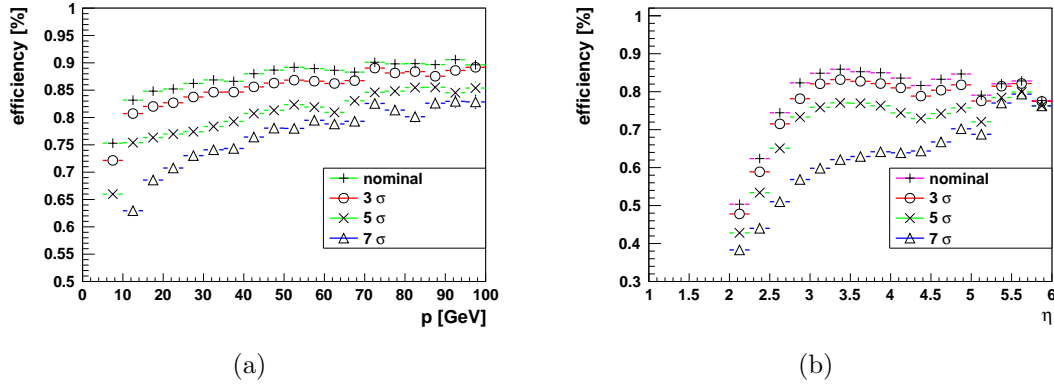 efficiency [%]
1
0.95
0.9
0.85
0.8
0.75
0.7
0.65
0.6
0.55
0.5
nominal
3 σ
5 σ
7 σ
0 10 20 30 40 50 60 70 80 90 100
p [GeV]
(a)
efficiency [%]
1
0.9
0.8
0.7
0.6
0.5
0.4
0.3
nominal
3 σ
5 σ
7 σ
1 1.5 2 2.5 3 3.5 4 4.5 5 5.5 6
η
(b)